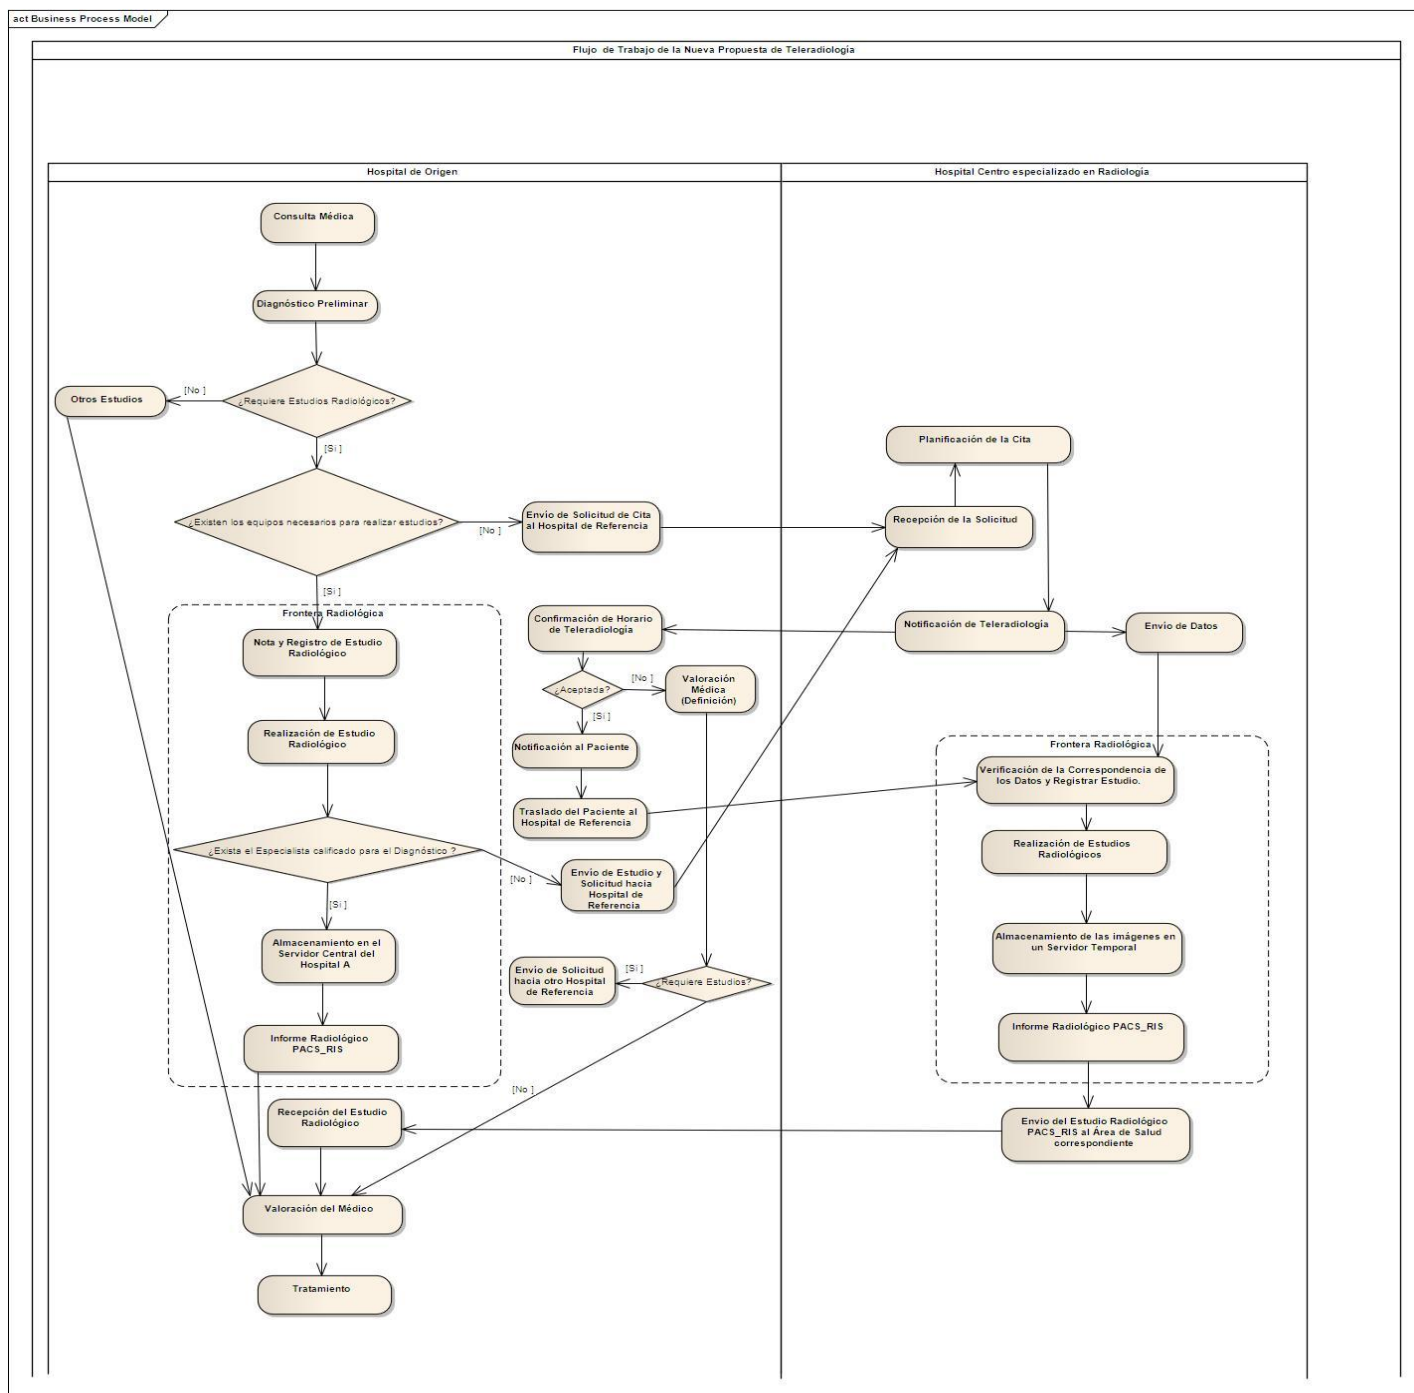 act Business Process Model
Flujo de Trabajo de la Nueva Propuesta de Teleradiología
Hospital de Origen
Hospital Centro especializado en Radiología
Consulta Médica
Diagnóstico Preliminar
¿Requiere Estudios Radiológicos?
[No ]
Otros Estudios
[Si ]
¿Existen los equipos necesarios para realizar estudios?
[No ]
Envío de Solicitud de Cita
al Hospital de Referencia
Recepción de la Solicitud
Planificación de la Cita
[Si ]
Frontera Radiológica
Nota y Registro de Estudio
Radiológico
Realización de Estudio
Radiológico
¿Exista el Especialista calificado para el Diagnóstico ?
[No ]
Envío de Estudio y
Solicitud hacia
Hospital de
Referencia
[Si ]
Almacenamiento en el
Servidor Central del
Hospital A
Informe Radiológico
PACS_RIS
Confirmación de Horario
de Teleradiología
¿Aceptada?
[No ]
Valoración
Médica
(Definición)
[Si ]
Notificación al Paciente
Traslado del Paciente al
Hospital de Referencia
¿Requiere Estudios?
[Si ]
Envío de Solicitud
hacia otro Hospital
de Referencia
[No ]
Notificación de Teleradiología
Envío de Datos
Frontera Radiológica
Verificación de la Correspondencia de
los Datos y Registrar Estudio.
Realización de Estudios
Radiológicos
Almacenamiento de las imágenes en
un Servidor Temporal
Informe Radiológico PACS_RIS
Envio del Estudio Radiológico
PACS_RIS al Área de Salud
correspondiente
Recepción del Estudio
Radiológico
Valoración del Médico
Tratamiento